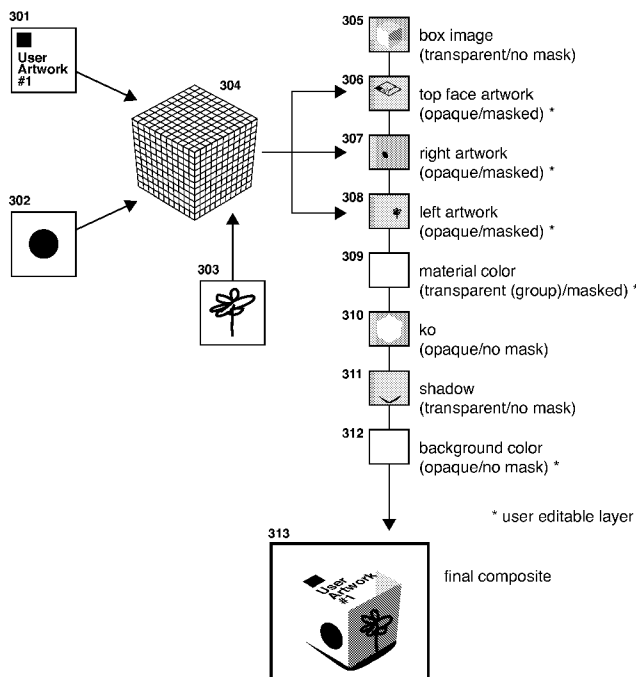 301
User
Artwork
#1
304
302
303
305
box image
(transparent/no mask)
306
top face artwork
(opaque/masked) *
307
right artwork
(opaque/masked) *
308
left artwork
(opaque/masked) *
309
material color
(transparent (group)/masked) *
310
ko
(opaque/no mask)
311
shadow
(transparent/no mask)
312
background color
(opaque/no mask) *
* user editable layer
313
User
Artwork
#1
final composite